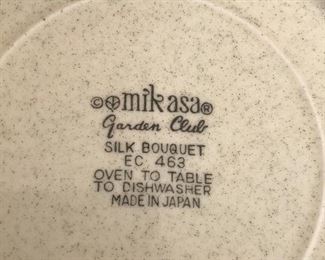 © mikasa®
Garden Club
SILK BOUQUET
EC 463
OVEN TO TABLE
TO DISHWASHER
MADE IN JAPAN